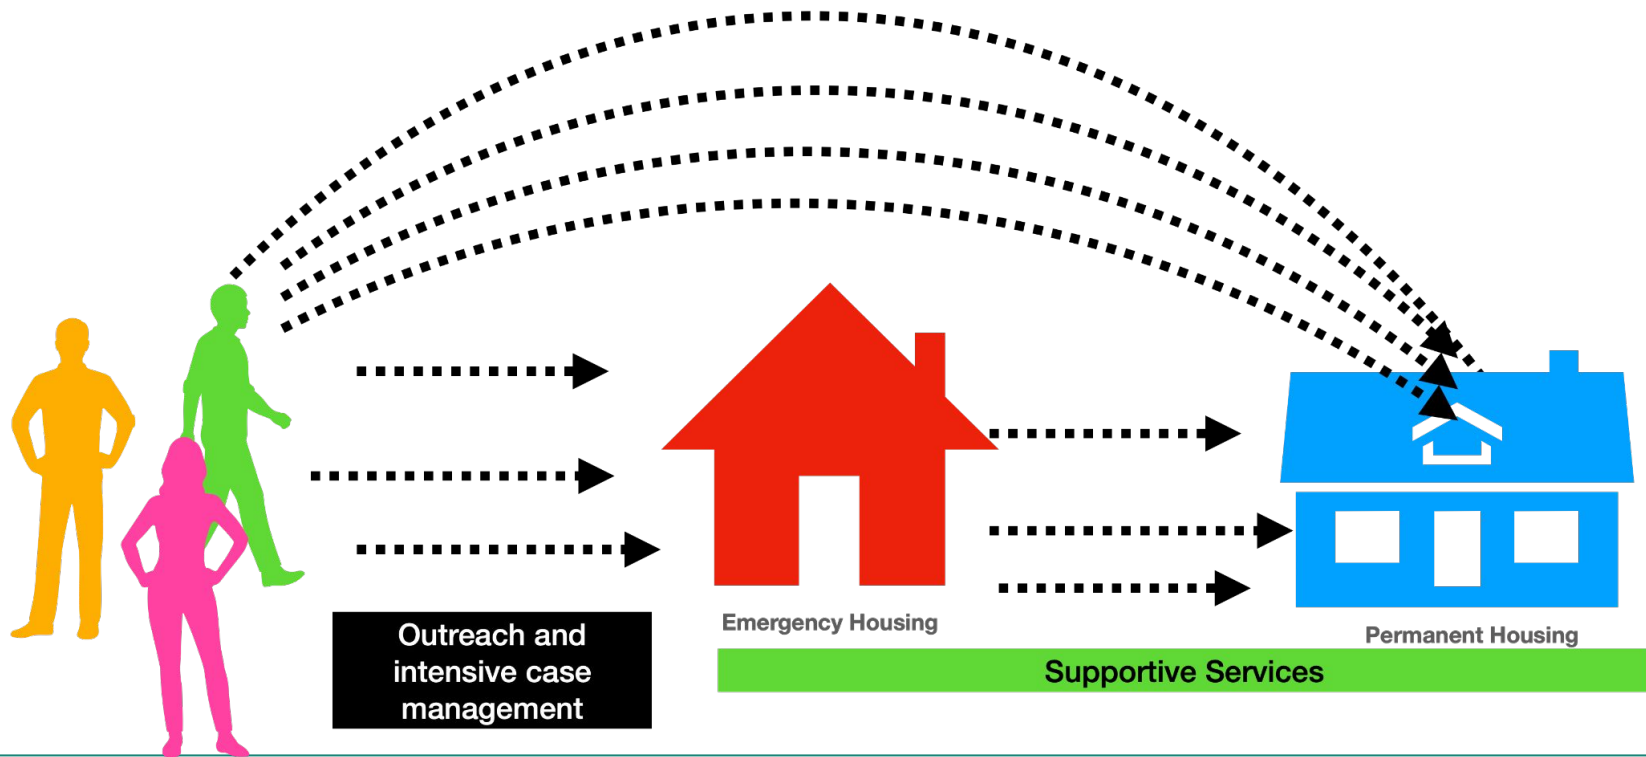 Outreach and
intensive case
management
Emergency Housing
Permanent Housing
Supportive Services